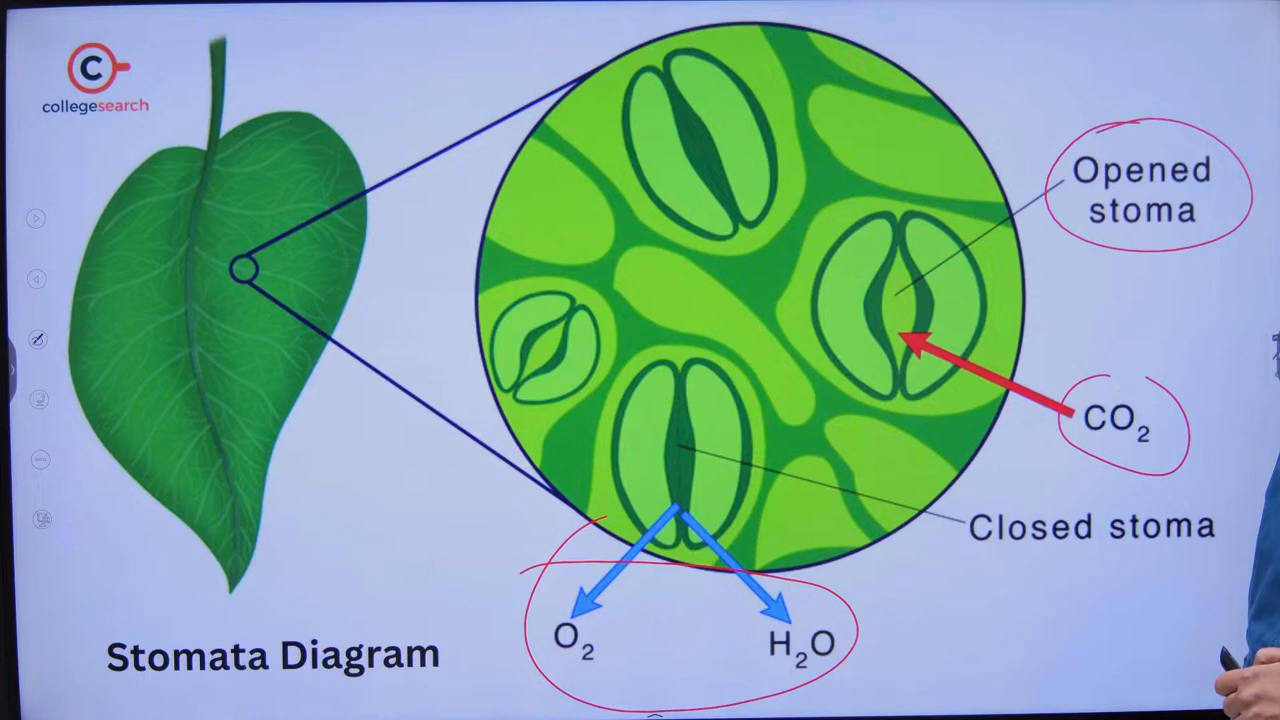 C
collegesearch
Opened
stoma
CO₂
Closed stoma
O₂
H₂O
Stomata Diagram